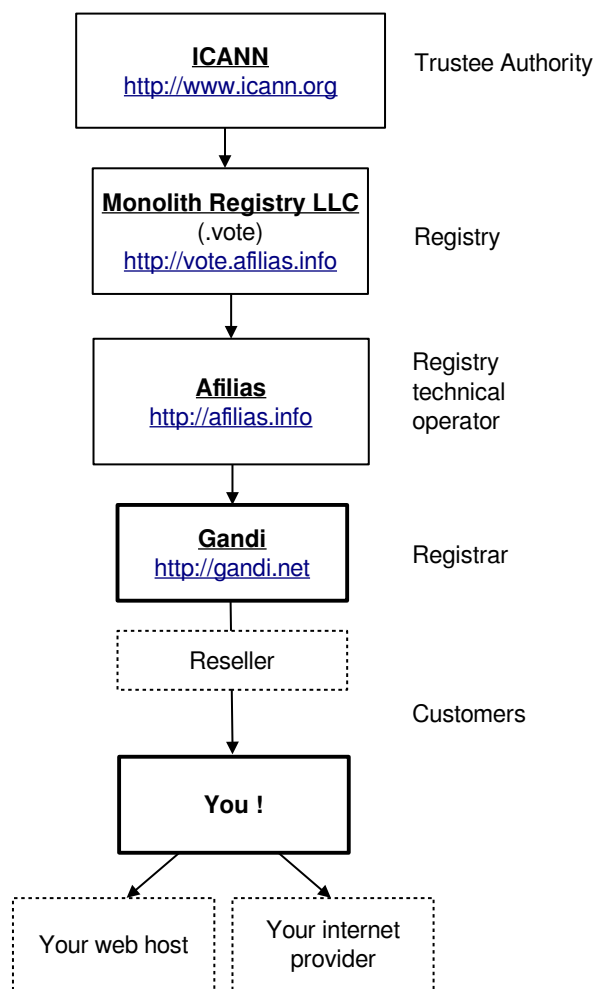 ICANN
http://www.icann.org
Trustee Authority
Monolith Registry LLC
(.vote)
http://vote.afilias.info
Registry
Afilias
http://afilias.info
Registry
technical
operator
Gandi
http://gandi.net
Registrar
Reseller
Customers
You !
Your web host
Your internet
provider